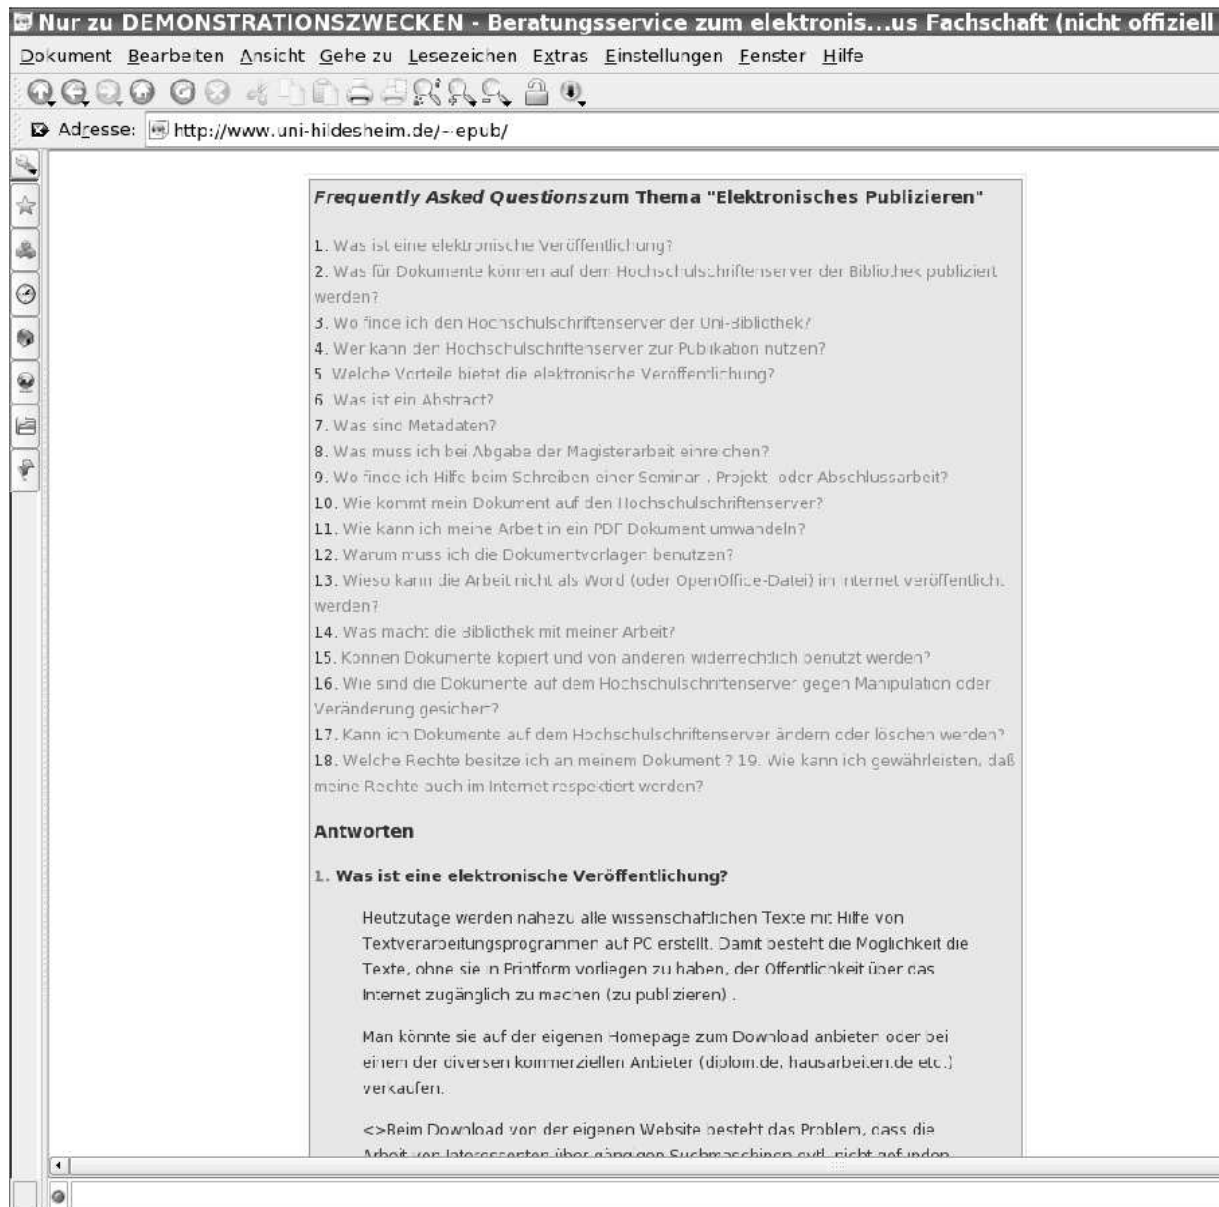 Nur zu DEMONSTRATIONSZWECKEN - Beratungsservice zum elektronis...us Fachschaft (nicht offiziell
Dokument Bearbeiten Ansicht Gehe zu Lesezeichen Extras Einstellungen Fenster Hilfe
Adresse: http://www.uni-hildesheim.de/~epub/
Frequently Asked Questionszum Thema "Elektronisches Publizieren"
1. Was ist eine elektronische Veröffentlichung?
2. Was für Dokumente können auf dem Hochschulschriftenserver der Bibliothek publiziert
werden?
3. Wo finde ich den Hochschulschriftenserver der Uni-Bibliothek?
4. Wer kann den Hochschulschriftenserver zur Publikation nutzen?
5. Welche Vorteile bietet die elektronische Veröffentlichung?
6. Was ist ein Abstract?
7. Was sind Metadaten?
8. Was muss ich bei Abgabe der Magisterarbeit einreichen?
9. Wo finde ich Hilfe beim Schreiben einer Seminar-, Projekt- oder Abschlussarbeit?
10. Wie kommt mein Dokument auf den Hochschulschriftenserver?
11. Wie kann ich meine Arbeit in ein PDF Dokument umwandeln?
12. Warum muss ich die Dokumentvorlagen benutzen?
13. Wieso kann die Arbeit nicht als Word (oder OpenOffice-Datei) im Internet veröffentlicht
werden?
14. Was macht die Bibliothek mit meiner Arbeit?
15. Können Dokumente kopiert und von anderen widerrechtlich benutzt werden?
16. Wie sind die Dokumente auf dem Hochschulschriftenserver gegen Manipulation oder
Veränderung gesichert?
17. Kann ich Dokumente auf dem Hochschulschriftenserver ändern oder löschen werden?
18. Welche Rechte besitze ich an meinem Dokument ? 19. Wie kann ich gewährleisten, daß
meine Rechte auch im Internet respektiert werden?
Antworten
1. Was ist eine elektronische Veröffentlichung?
Heutzutage werden nahezu alle wissenschaftlichen Texte mit Hilfe von
Textverarbeitungsprogrammen auf PC erstellt. Damit besteht die Möglichkeit die
Texte, ohne sie in Printform vorliegen zu haben, der Öffentlichkeit über das
Internet zugänglich zu machen (zu publizieren) .
Man könnte sie auf der eigenen Homepage zum Download anbieten oder bei
einem der diversen kommerziellen Anbieter (diplom.de, hausarbeiten.de etc.)
verkaufen.
<>Beim Download von der eigenen Website besteht das Problem, dass die
Arbeit von Interessenten über gängigen Suchmaschinen evtl. nicht gefunden